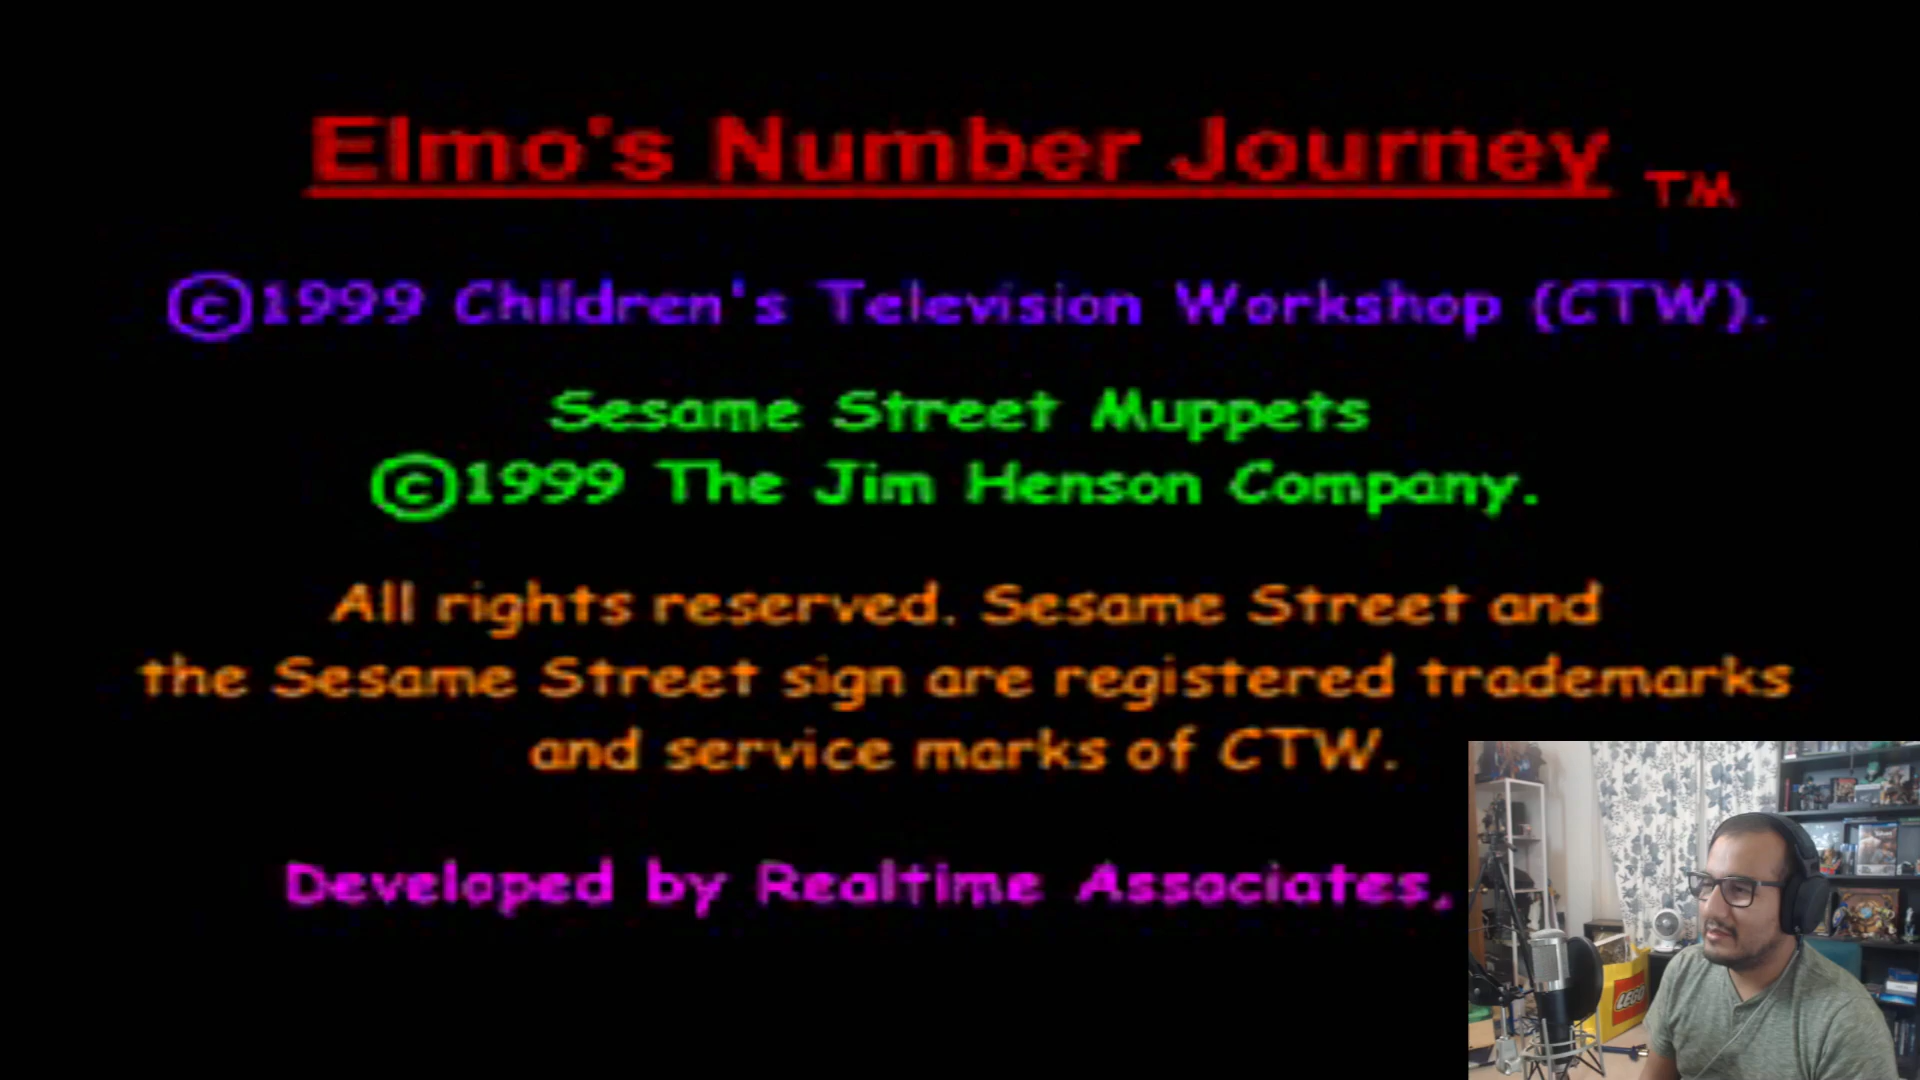 Elmo's Number Journey TM
©1999 Children's Television Workshop (CTW).
Sesame Street Muppets
©1999 The Jim Henson Company.
All rights reserved. Sesame Street and
the Sesame Street sign are registered trademarks
and service marks of CTW.
Developed by Realtime Associates,
LEGO